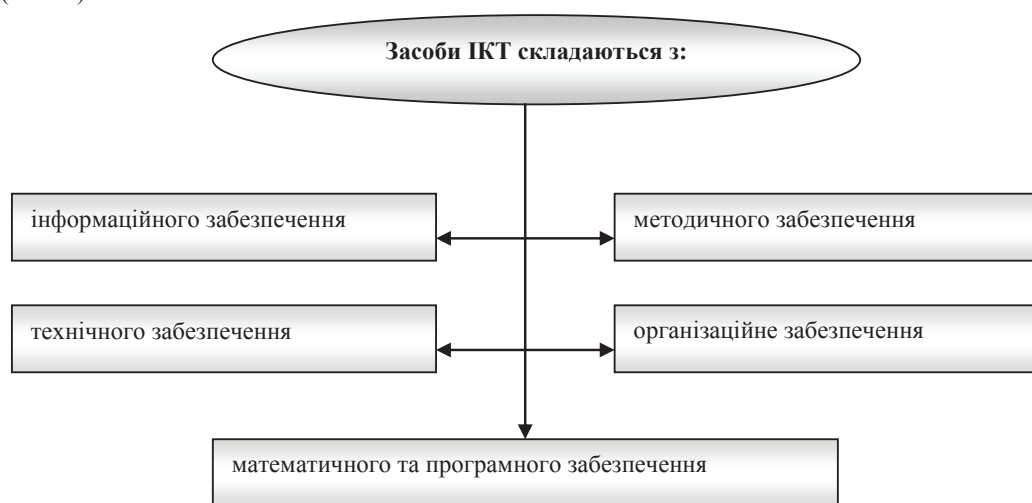 Засоби ІКТ складаються з:
інформаційного забезпечення
методичного забезпечення
технічного забезпечення
організаційне забезпечення
математичного та програмного забезпечення